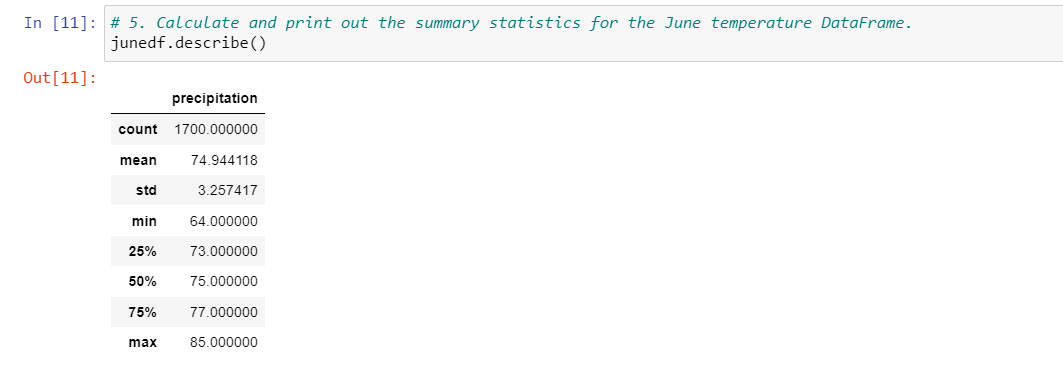 In [11]: # 5. Calculate and print out the summary statistics for the June temperature DataFrame.
junedf.describe()
Out[11]:
precipitation
count 1700.000000
mean 74.944118
std 3.257417
min 64.000000
25% 73.000000
50% 75.000000
75% 77.000000
max 85.000000